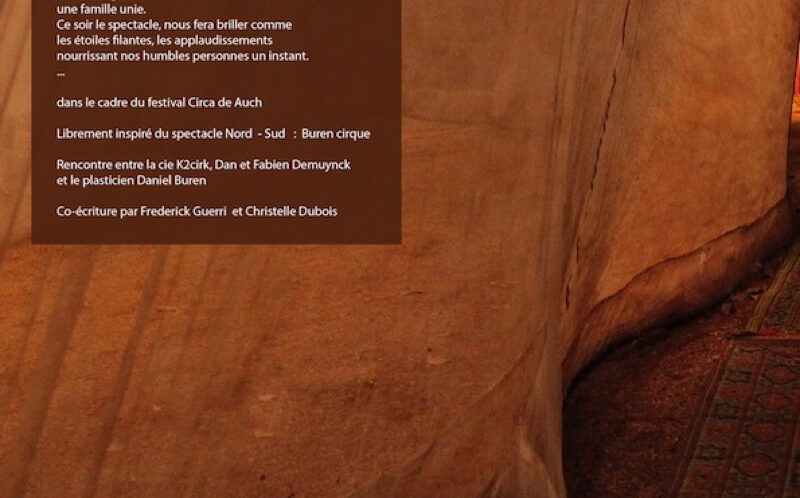 une famille unie.
Ce soir le spectacle, nous fera briller comme
les étoiles filantes, les applaudissements
nourrissant nos humbles personnes un instant.
...
dans le cadre du festival Circa de Auch
Librement inspiré du spectacle Nord - Sud : Buren cirque
Rencontre entre la cie K2cirk, Dan et Fabien Demuynck
et le plasticien Daniel Buren
Co-écriture par Frederick Guerri et Christelle Dubois